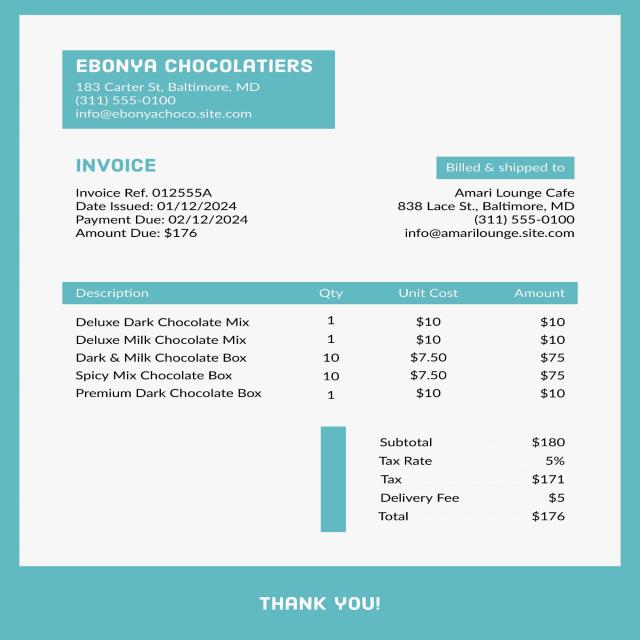 EBONYA CHOCOLATIERS
183 Carter St, Baltimore, MD
(311) 555-0100
info@ebonyachoco.site.com
INVOICE
Invoice Ref. 012555A
Date Issued: 01/12/2024
Payment Due: 02/12/2024
Amount Due: $176
Billed & shipped to
Amari Lounge Cafe
838 Lace St., Baltimore, MD
(311) 555-0100
info@amarilounge.site.com
Description Qty Unit Cost Amount
Deluxe Dark Chocolate Mix 1 $10 $10
Deluxe Milk Chocolate Mix 1 $10 $10
Dark & Milk Chocolate Box 10 $7.50 $75
Spicy Mix Chocolate Box 10 $7.50 $75
Premium Dark Chocolate Box 1 $10 $10
Subtotal $180
Tax Rate 5%
Tax $171
Delivery Fee $5
Total $176
THANK YOU!